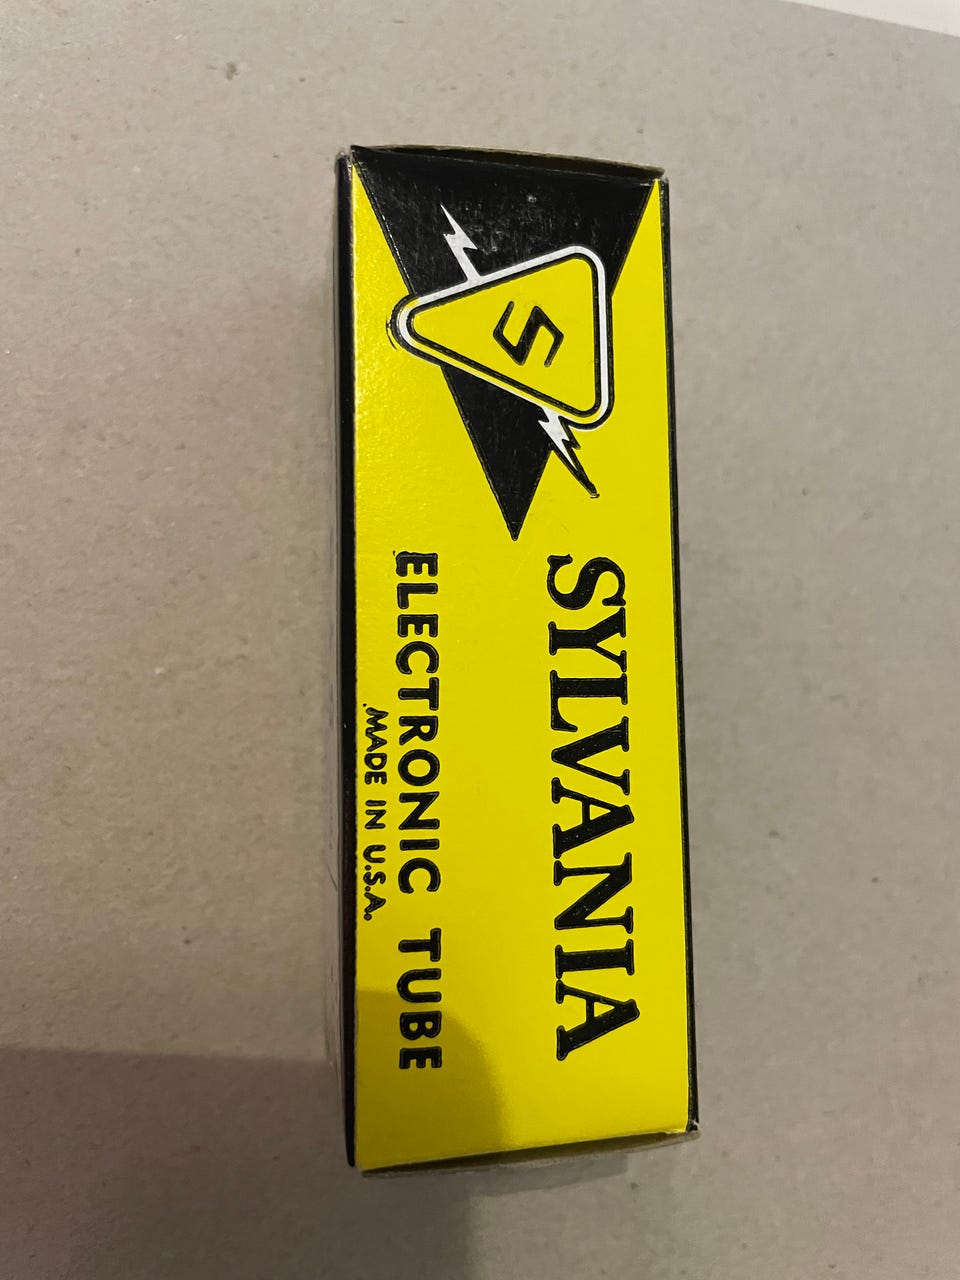 S
SYLVANIA
ELECTRONIC TUBE
MADE IN U.S.A.